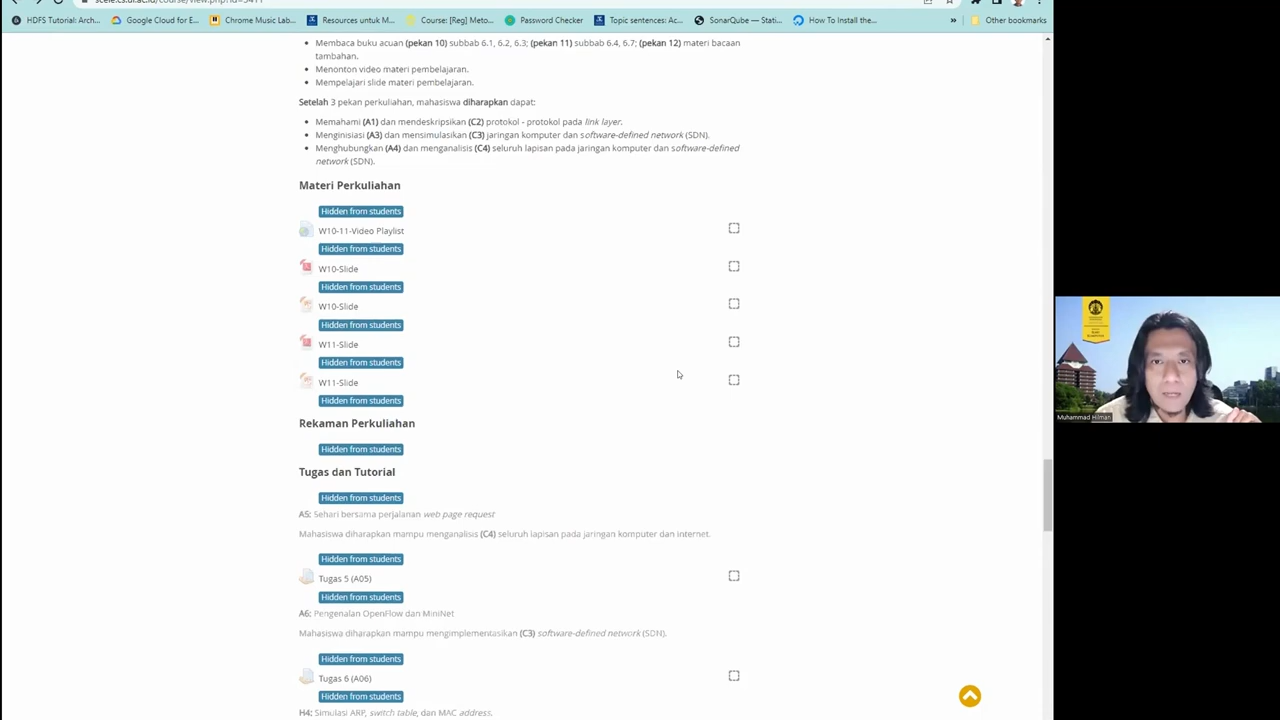 HDFS Tutorial: Arch...
Google Cloud for E...
Chrome Music Lab...
Resources untuk M...
Course: [Reg] Meto...
Password Checker
Topic sentences: Ac...
SonarQube — Stati...
How To Install the...
»
Other bookmarks
• Membaca buku acuan (pekan 10) subbab 6.1, 6.2, 6.3; (pekan 11) subbab 6.4, 6.7; (pekan 12) materi bacaan
tambahan.
• Menonton video materi pembelajaran.
• Mempelajari slide materi pembelajaran.
Setelah 3 pekan perkuliahan, mahasiswa diharapkan dapat:
• Memahami (A1) dan mendeskripsikan (C2) protokol - protokol pada link layer.
• Menginisiasi (A3) dan mensimulasikan (C3) jaringan komputer dan software-defined network (SDN).
• Menghubungkan (A4) dan menganalisis (C4) seluruh lapisan pada jaringan komputer dan software-defined
network (SDN).
Materi Perkuliahan
Hidden from students
W10-11-Video Playlist
Hidden from students
W10-Slide
Hidden from students
W10-Slide
Hidden from students
W11-Slide
Hidden from students
W11-Slide
Hidden from students
Rekaman Perkuliahan
Hidden from students
Tugas dan Tutorial
Hidden from students
A5: Sehari bersama perjalanan web page request
Mahasiswa diharapkan mampu menganalisis (C4) seluruh lapisan pada jaringan komputer dan internet.
Hidden from students
Tugas 5 (A05)
Hidden from students
A6: Pengenalan OpenFlow dan MiniNet
Mahasiswa diharapkan mampu mengimplementasikan (C3) software-defined network (SDN).
Hidden from students
Tugas 6 (A06)
Hidden from students
H4: Simulasi ARP, switch table, dan MAC address.
Muhammad Hilman